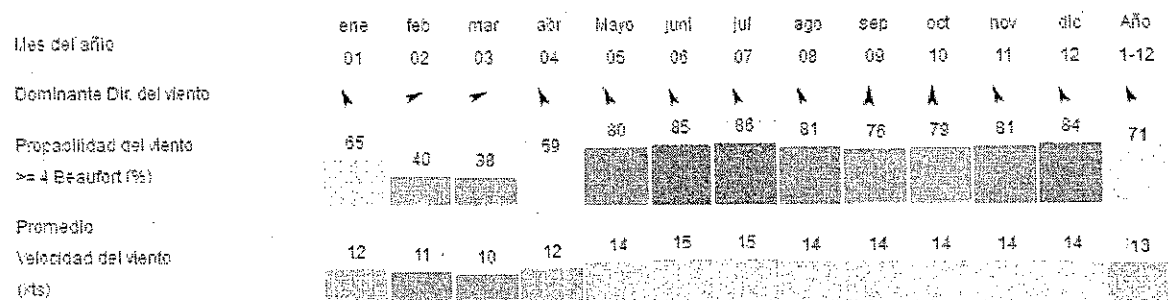 ene feb mar abr Mayo juni jul ago sep oct nov dic Año
Mes del año
01 02 03 04 05 06 07 08 09 10 11 12 1-12
Dominante Dir. del viento
65 40 38 59 80 85 86 81 76 79 81 84 71
Propabilidad del viento
>= 4 Beaufort (%)
Promedio
12 11 10 12 14 15 15 14 14 14 14 14 13
Velocidad del viento
(kts)